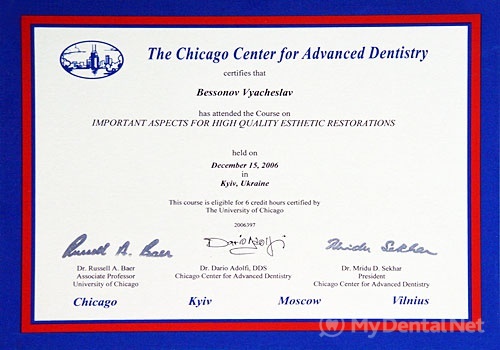 The Chicago Center for Advanced Dentistry
certifies that
Bessonov Vyacheslav
has attended the Course on
IMPORTANT ASPECTS FOR HIGH QUALITY ESTHETIC RESTORATIONS
held on
December 15, 2006
in
Kyiv, Ukraine
This course is eligible for 6 credit hours certified by
The University of Chicago
2006397
Russell A. Baer
Dario Adolfi
Mridu Sekhar
Dr. Russell A. Baer
Associate Professor
University of Chicago
Dr. Dario Adolfi, DDS
Chicago Center for Advanced Dentistry
Dr. Mridu D. Sekhar
President
Chicago Center for Advanced Dentistry
Chicago Kyiv Moscow Vilnius
MyDentalNet